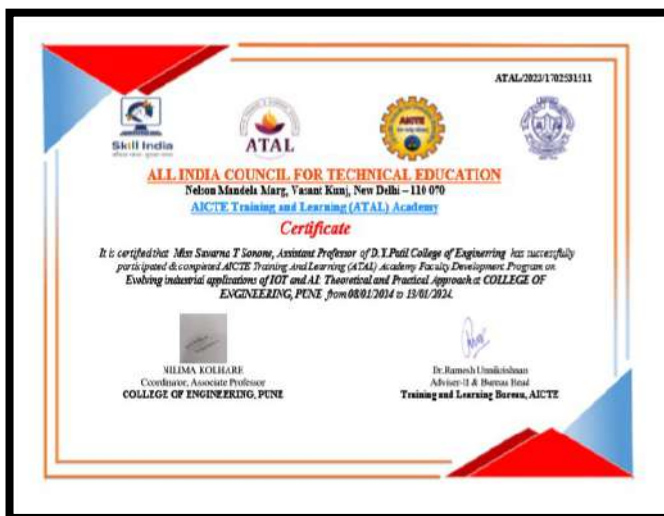 ATAL/2023/1702531511
Skill India
ATAL
AICTE
ALL INDIA COUNCIL FOR TECHNICAL EDUCATION
Nelson Mandela Marg, Vasant Kunj, New Delhi – 110 070
AICTE Training and Learning (ATAL) Academy
Certificate
It is certified that Miss Suvarna T Sonone, Assistant Professor of D.Y.Patil College of Enginerring has successfully
participated & completed AICTE Training And Learning (ATAL) Academy Faculty Development Program on
Evolving industrial applications of IOT and AI: Theoretical and Practical Approach at COLLEGE OF
ENGINEERING, PUNE from 08/01/2024 to 13/01/2024.
NILIMA KOLHARE
Coordinator, Associate Professor
COLLEGE OF ENGINEERING, PUNE
Dr.Ramesh Unnikrishnan
Adviser-II & Bureau Head
Training and Learning Bureau, AICTE